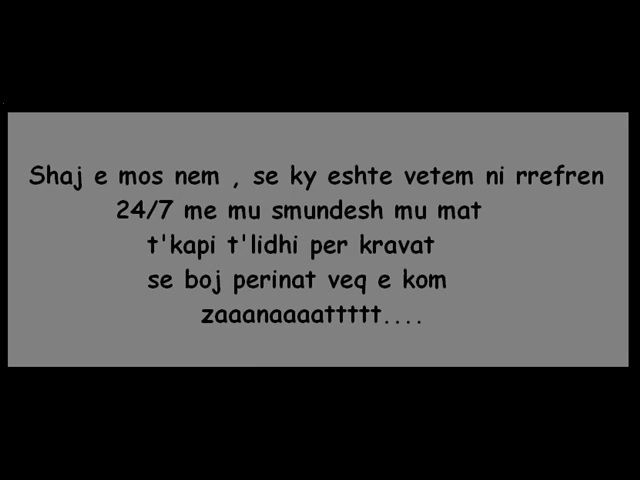 Shaj e mos nem , se ky eshte vetem ni rrefren
24/7 me mu smundesh mu mat
t'kapi t'lidhi per kravat
se boj perinat veq e kom
zaaanaaaattttt....